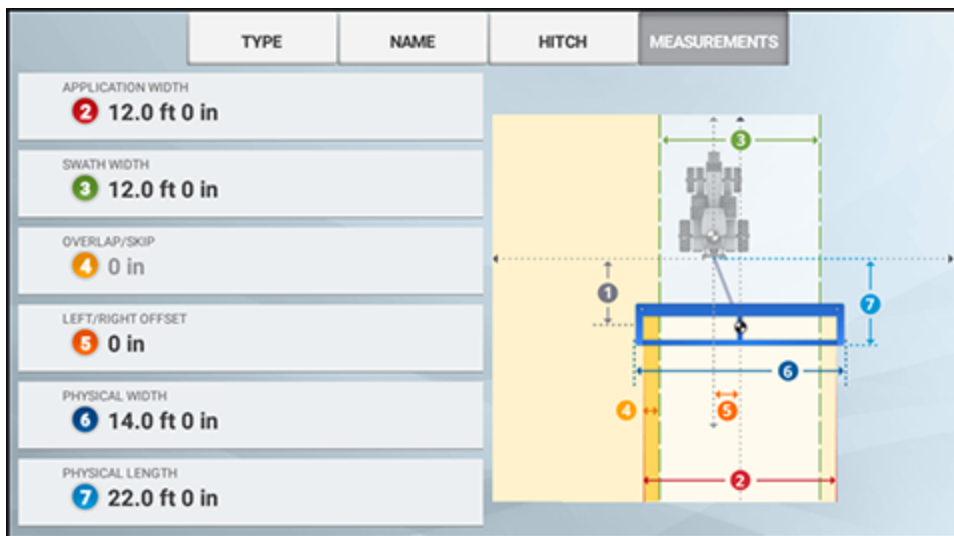 TYPE NAME HITCH MEASUREMENTS
APPLICATION WIDTH
2 12.0 ft 0 in
SWATH WIDTH
3 12.0 ft 0 in
OVERLAP/SKIP
4 0 in
LEFT/RIGHT OFFSET
5 0 in
PHYSICAL WIDTH
6 14.0 ft 0 in
PHYSICAL LENGTH
7 22.0 ft 0 in
3
1
7
6
4
5
2